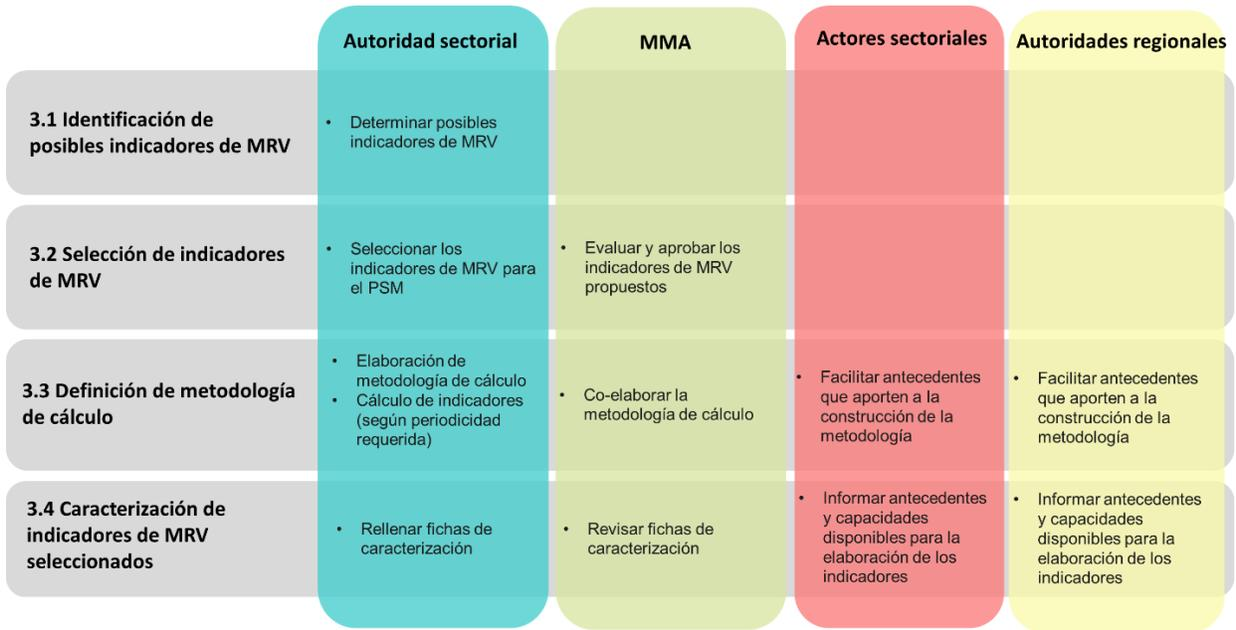 Autoridad sectorial
MMA
Actores sectoriales
Autoridades regionales
3.1 Identificación de
posibles indicadores de MRV
• Determinar posibles
indicadores de MRV
3.2 Selección de indicadores
de MRV
• Seleccionar los
indicadores de MRV para
el PSM
• Evaluar y aprobar los
indicadores de MRV
propuestos
3.3 Definición de metodología
de cálculo
• Elaboración de
metodología de cálculo
• Cálculo de indicadores
(según periodicidad
requerida)
• Co-elaborar la
metodología de cálculo
• Facilitar antecedentes
que aporten a la
construcción de la
metodología
• Facilitar antecedentes
que aporten a la
construcción de la
metodología
3.4 Caracterización de
indicadores de MRV
seleccionados
• Rellenar fichas de
caracterización
• Revisar fichas de
caracterización
• Informar antecedentes
y capacidades
disponibles para la
elaboración de los
indicadores
• Informar antecedentes
y capacidades
disponibles para la
elaboración de los
indicadores